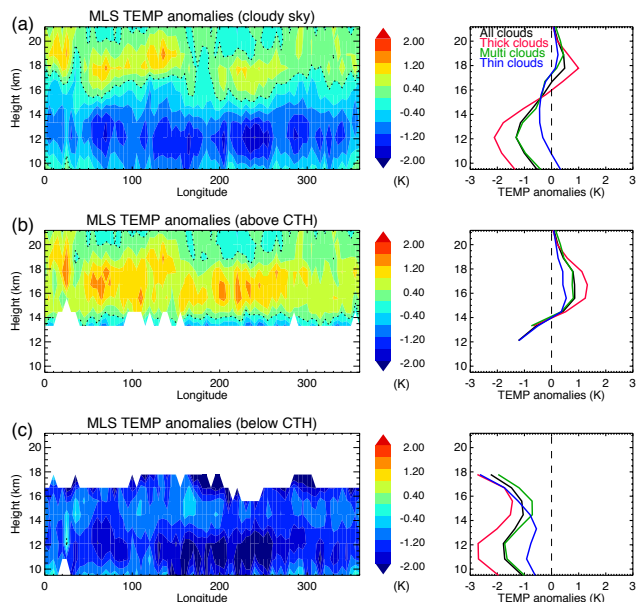 (a) MLS TEMP anomalies (cloudy sky)
20
18
16
14
12
10
Height (km)
0 100 200 300
Longitude
2.00
1.20
0.40
-0.40
-1.20
-2.00
(K)
All clouds
Thick clouds
Multi clouds
Thin clouds
20
18
16
14
12
10
-3 -2 -1 0 1 2 3
TEMP anomalies (K)
(b) MLS TEMP anomalies (above CTH)
20
18
16
14
12
10
Height (km)
0 100 200 300
Longitude
2.00
1.20
0.40
-0.40
-1.20
-2.00
(K)
20
18
16
14
12
10
-3 -2 -1 0 1 2 3
TEMP anomalies (K)
(c) MLS TEMP anomalies (below CTH)
20
18
16
14
12
10
Height (km)
0 100 200 300
Longitude
2.00
1.20
0.40
-0.40
-1.20
-2.00
(K)
20
18
16
14
12
10
-3 -2 -1 0 1 2 3
TEMP anomalies (K)